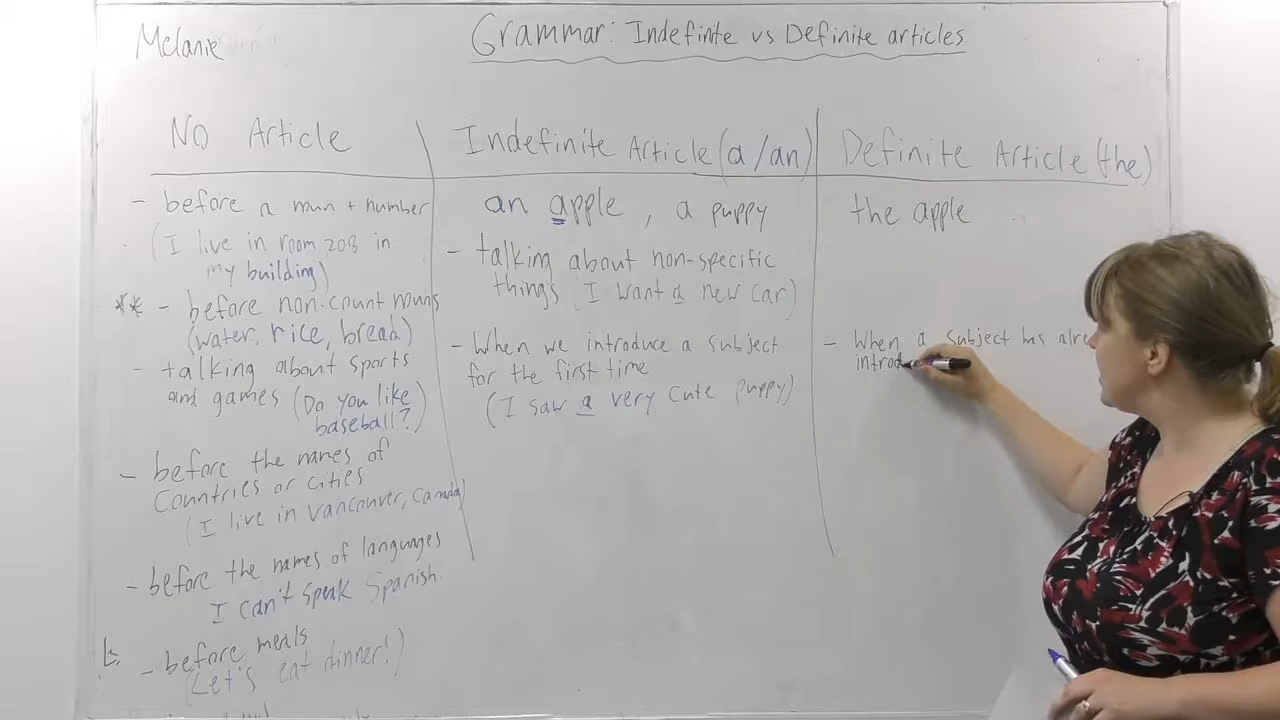 Melanie
Grammar: Indefinite vs Definite articles
No Article
- before a noun + number
(I live in room 208 in
my building)
** - before non-count nouns
(water, rice, bread)
- talking about sports
and games (Do you like
baseball?)
- before the names of
Countries or cities
(I live in Vancouver, Canada)
- before the names of languages
I can't speak Spanish.
- before meals
(Let's eat dinner!)
Indefinite Article (a/an)
an apple, a puppy
- talking about non-specific
things (I want a new car)
- When we introduce a subject
for the first time
(I saw a very cute puppy)
Definite Article (the)
the apple
- When a subject has alre
introd